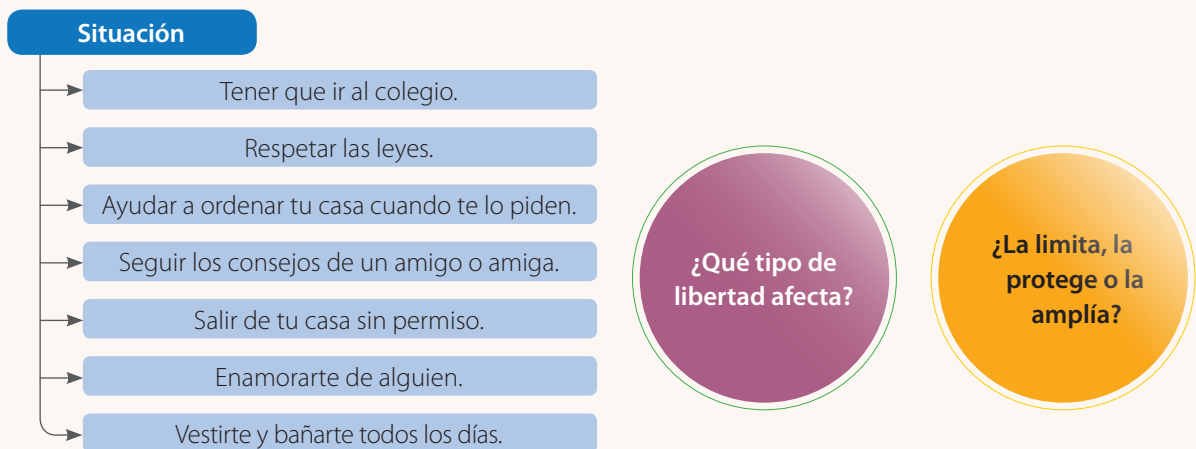 Situación
Tener que ir al colegio.
Respetar las leyes.
Ayudar a ordenar tu casa cuando te lo piden.
Seguir los consejos de un amigo o amiga.
Salir de tu casa sin permiso.
Enamorarte de alguien.
Vestirte y bañarte todos los días.
¿Qué tipo de
libertad afecta?
¿La limita, la
protege o la
amplía?